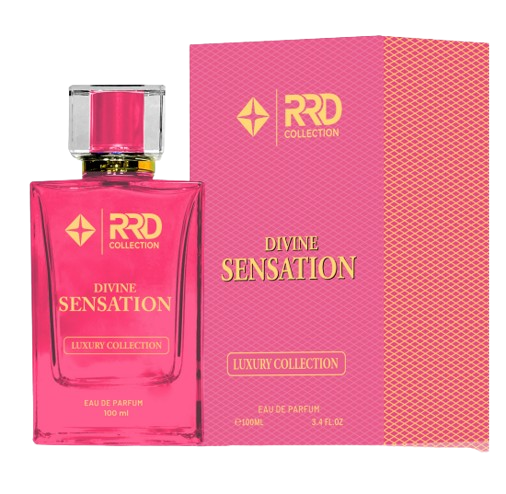 RRD
COLLECTION
DIVINE
SENSATION
LUXURY COLLECTION
EAU DE PARFUM
100 ml
RRD
COLLECTION
DIVINE
SENSATION
LUXURY COLLECTION
EAU DE PARFUM
℮100ML 3.4 FL.OZ